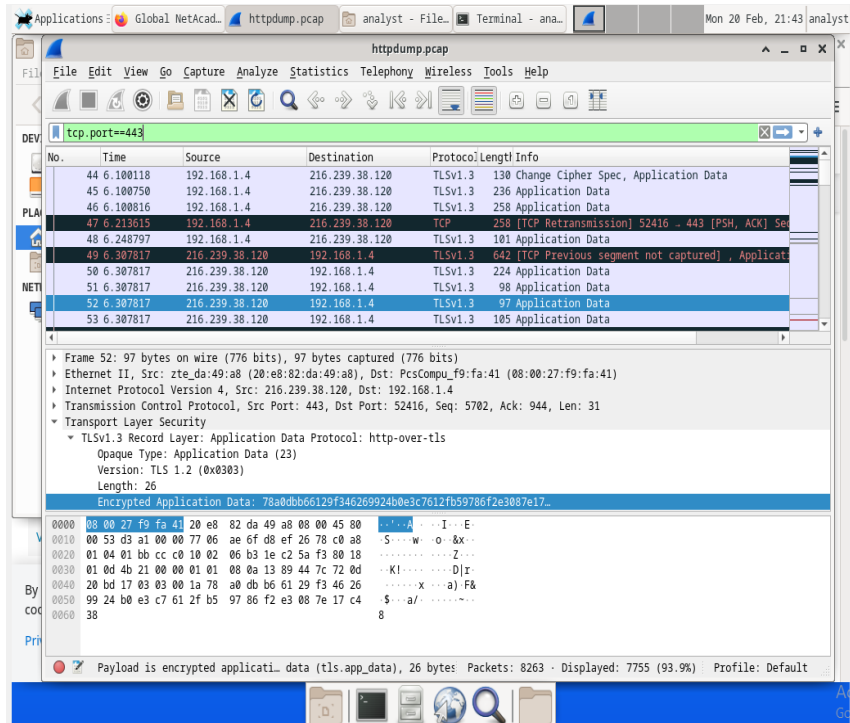 Applications Global NetAcad… httpdump.pcap analyst - File… Terminal - ana… Mon 20 Feb, 21:43 analyst
httpdump.pcap
File Edit View Go Capture Analyze Statistics Telephony Wireless Tools Help
tcp.port==443
DEV
No. Time Source Destination Protocol Length Info
44 6.100118 192.168.1.4 216.239.38.120 TLSv1.3 130 Change Cipher Spec, Application Data
45 6.100750 192.168.1.4 216.239.38.120 TLSv1.3 236 Application Data
46 6.100816 192.168.1.4 216.239.38.120 TLSv1.3 258 Application Data
PLA
47 6.213615 192.168.1.4 216.239.38.120 TCP 258 [TCP Retransmission] 52416 → 443 [PSH, ACK] Seq
48 6.248797 192.168.1.4 216.239.38.120 TLSv1.3 101 Application Data
49 6.307817 216.239.38.120 192.168.1.4 TLSv1.3 642 [TCP Previous segment not captured] , Applicati
50 6.307817 216.239.38.120 192.168.1.4 TLSv1.3 224 Application Data
NET
51 6.307817 216.239.38.120 192.168.1.4 TLSv1.3 98 Application Data
52 6.307817 216.239.38.120 192.168.1.4 TLSv1.3 97 Application Data
53 6.307817 216.239.38.120 192.168.1.4 TLSv1.3 105 Application Data
Frame 52: 97 bytes on wire (776 bits), 97 bytes captured (776 bits)
Ethernet II, Src: zte_da:49:a8 (20:e8:82:da:49:a8), Dst: PcsCompu_f9:fa:41 (08:00:27:f9:fa:41)
Internet Protocol Version 4, Src: 216.239.38.120, Dst: 192.168.1.4
Transmission Control Protocol, Src Port: 443, Dst Port: 52416, Seq: 5702, Ack: 944, Len: 31
Transport Layer Security
TLSv1.3 Record Layer: Application Data Protocol: http-over-tls
Opaque Type: Application Data (23)
Version: TLS 1.2 (0x0303)
Length: 26
Encrypted Application Data: 78a0dbb66129f346269924b0e3c7612fb59786f2e3087e17…
0000 08 00 27 f9 fa 41 20 e8 82 da 49 a8 08 00 45 80 ··'··A · ··I···E·
0010 00 53 d3 a1 00 00 77 06 ae 6f d8 ef 26 78 c0 a8 ·S····w· ·o··&x··
0020 01 04 01 bb cc c0 10 02 06 b3 1e c2 5a f3 80 18 ········ ····Z···
0030 01 0d 4b 21 00 00 01 01 08 0a 13 89 44 7c 72 0d ··K!···· ····D|r·
0040 20 bd 17 03 03 00 1a 78 a0 db b6 61 29 f3 46 26 ······x ···a)·F&
0050 99 24 b0 e3 c7 61 2f b5 97 86 f2 e3 08 7e 17 c4 ·$···a/· ·····~··
0060 38 8
By
coo
Pri
Payload is encrypted applicati… data (tls.app_data), 26 bytes Packets: 8263 · Displayed: 7755 (93.9%) Profile: Default